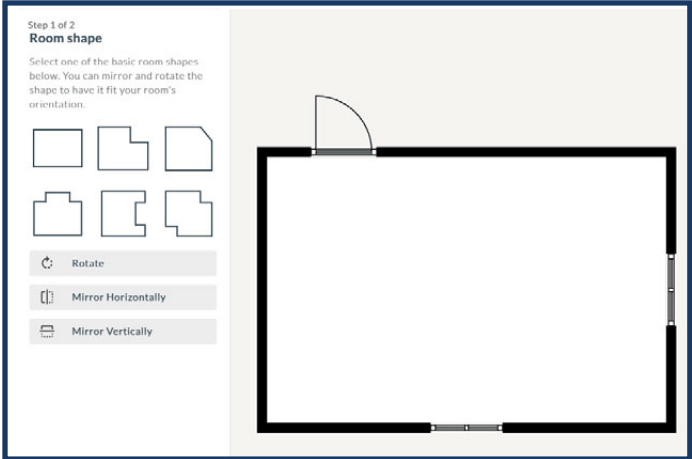 Step 1 of 2
Room shape
Select one of the basic room shapes
below. You can mirror and rotate the
shape to have it fit your room's
orientation.
Rotate
Mirror Horizontally
Mirror Vertically